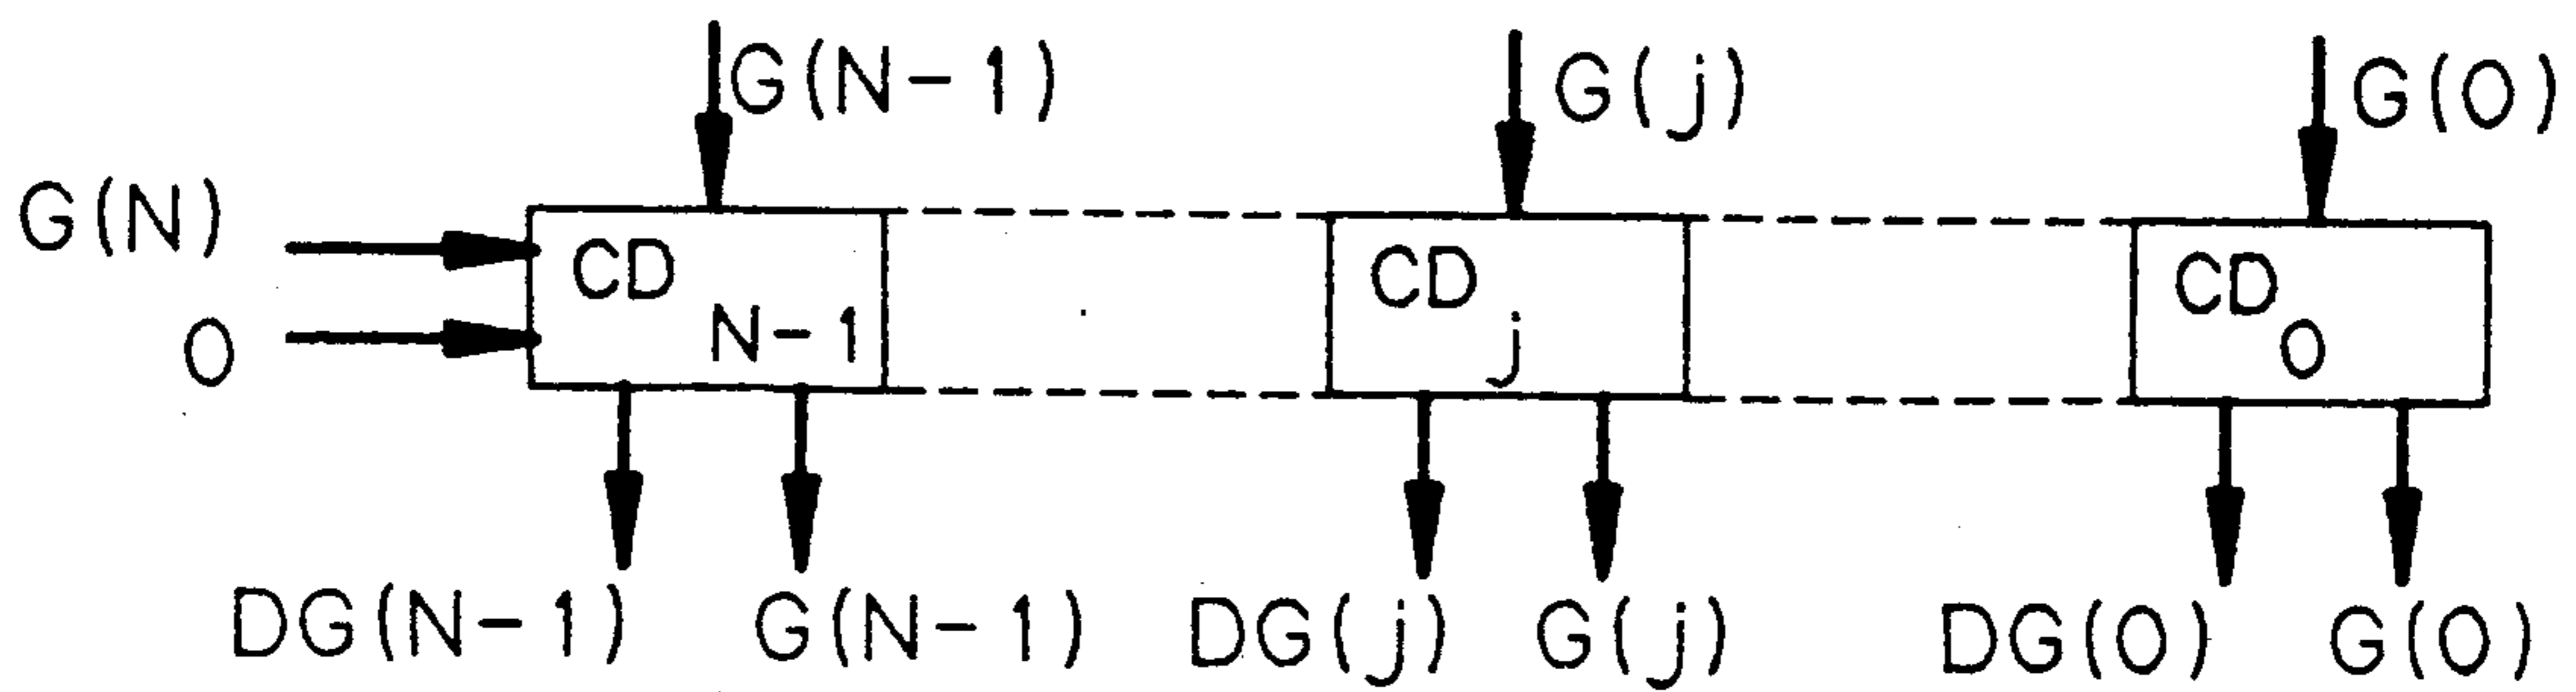 G(N-1) G(j) G(0)
G(N)
CD N-1 CD j CD 0
0
DG(N-1) G(N-1) DG(j) G(j) DG(0) G(0)